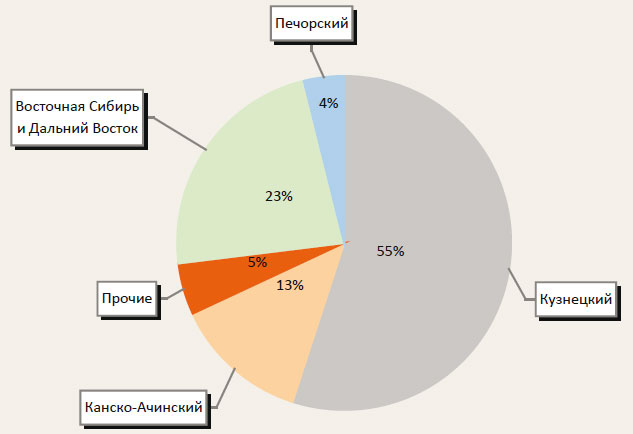 Печорский
4%
Восточная Сибирь
и Дальний Восток
23%
55%
5%
13%
Прочие
Кузнецкий
Канско-Ачинский